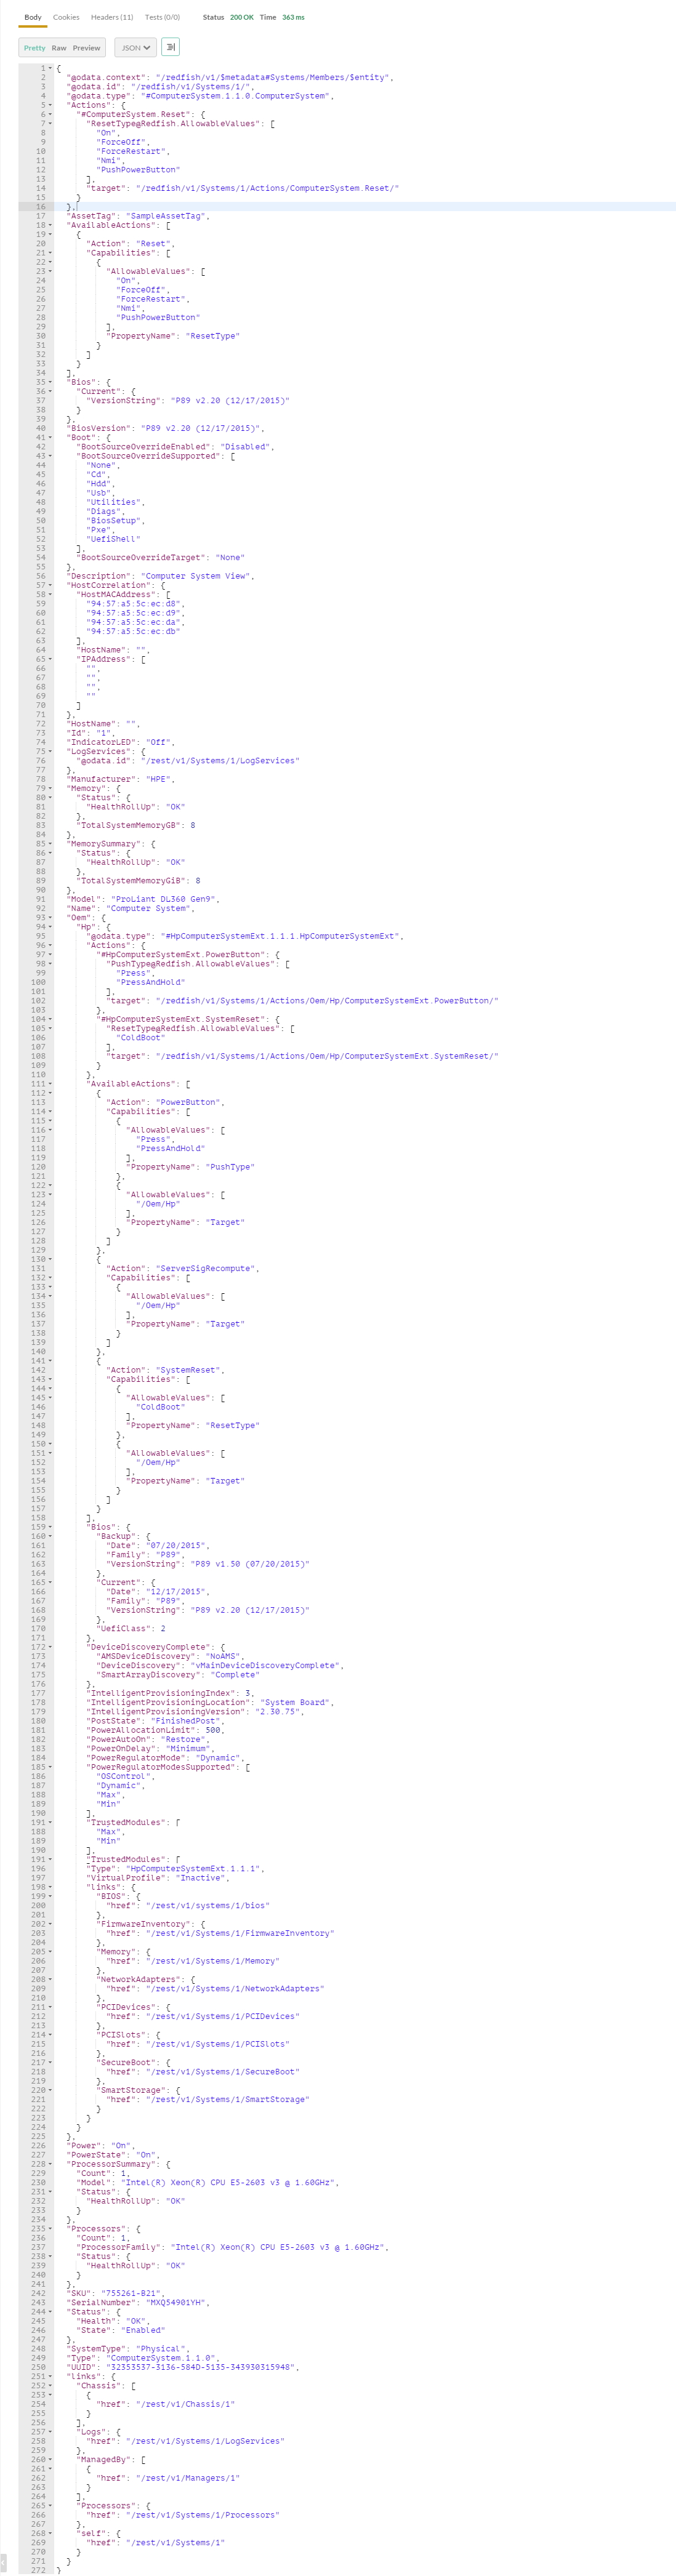 Body Cookies Headers (11) Tests (0/0) Status 200 OK Time 363 ms
Pretty Raw Preview JSON
1 {
2 "@odata.context": "/redfish/v1/$metadata#Systems/Members/$entity",
3 "@odata.id": "/redfish/v1/Systems/1/",
4 "@odata.type": "#ComputerSystem.1.1.0.ComputerSystem",
5 "Actions": {
6 "#ComputerSystem.Reset": {
7 "ResetType@Redfish.AllowableValues": [
8 "On",
9 "ForceOff",
10 "ForceRestart",
11 "Nmi",
12 "PushPowerButton"
13 ],
14 "target": "/redfish/v1/Systems/1/Actions/ComputerSystem.Reset/"
15 }
16 },
17 "AssetTag": "SampleAssetTag",
18 "AvailableActions": [
19 {
20 "Action": "Reset",
21 "Capabilities": [
22 {
23 "AllowableValues": [
24 "On",
25 "ForceOff",
26 "ForceRestart",
27 "Nmi",
28 "PushPowerButton"
29 ],
30 "PropertyName": "ResetType"
31 }
32 ]
33 }
34 ],
35 "Bios": {
36 "Current": {
37 "VersionString": "P89 v2.20 (12/17/2015)"
38 }
39 },
40 "BiosVersion": "P89 v2.20 (12/17/2015)",
41 "Boot": {
42 "BootSourceOverrideEnabled": "Disabled",
43 "BootSourceOverrideSupported": [
44 "None",
45 "Cd",
46 "Hdd",
47 "Usb",
48 "Utilities",
49 "Diags",
50 "BiosSetup",
51 "Pxe",
52 "UefiShell"
53 ],
54 "BootSourceOverrideTarget": "None"
55 },
56 "Description": "Computer System View",
57 "HostCorrelation": {
58 "HostMACAddress": [
59 "94:57:a5:5c:ec:d8",
60 "94:57:a5:5c:ec:d9",
61 "94:57:a5:5c:ec:da",
62 "94:57:a5:5c:ec:db"
63 ],
64 "HostName": "",
65 "IPAddress": [
66 "",
67 "",
68 "",
69 ""
70 ]
71 },
72 "HostName": "",
73 "Id": "1",
74 "IndicatorLED": "Off",
75 "LogServices": {
76 "@odata.id": "/rest/v1/Systems/1/LogServices"
77 },
78 "Manufacturer": "HPE",
79 "Memory": {
80 "Status": {
81 "HealthRollUp": "OK"
82 },
83 "TotalSystemMemoryGB": 8
84 },
85 "MemorySummary": {
86 "Status": {
87 "HealthRollUp": "OK"
88 },
89 "TotalSystemMemoryGiB": 8
90 },
91 "Model": "ProLiant DL360 Gen9",
92 "Name": "Computer System",
93 "Oem": {
94 "Hp": {
95 "@odata.type": "#HpComputerSystemExt.1.1.1.HpComputerSystemExt",
96 "Actions": {
97 "#HpComputerSystemExt.PowerButton": {
98 "PushType@Redfish.AllowableValues": [
99 "Press",
100 "PressAndHold"
101 ],
102 "target": "/redfish/v1/Systems/1/Actions/Oem/Hp/ComputerSystemExt.PowerButton/"
103 },
104 "#HpComputerSystemExt.SystemReset": {
105 "ResetType@Redfish.AllowableValues": [
106 "ColdBoot"
107 ],
108 "target": "/redfish/v1/Systems/1/Actions/Oem/Hp/ComputerSystemExt.SystemReset/"
109 }
110 },
111 "AvailableActions": [
112 {
113 "Action": "PowerButton",
114 "Capabilities": [
115 {
116 "AllowableValues": [
117 "Press",
118 "PressAndHold"
119 ],
120 "PropertyName": "PushType"
121 },
122 {
123 "AllowableValues": [
124 "/Oem/Hp"
125 ],
126 "PropertyName": "Target"
127 }
128 ]
129 },
130 {
131 "Action": "ServerSigRecompute",
132 "Capabilities": [
133 {
134 "AllowableValues": [
135 "/Oem/Hp"
136 ],
137 "PropertyName": "Target"
138 }
139 ]
140 },
141 {
142 "Action": "SystemReset",
143 "Capabilities": [
144 {
145 "AllowableValues": [
146 "ColdBoot"
147 ],
148 "PropertyName": "ResetType"
149 },
150 {
151 "AllowableValues": [
152 "/Oem/Hp"
153 ],
154 "PropertyName": "Target"
155 }
156 ]
157 }
158 ],
159 "Bios": {
160 "Backup": {
161 "Date": "07/20/2015",
162 "Family": "P89",
163 "VersionString": "P89 v1.50 (07/20/2015)"
164 },
165 "Current": {
166 "Date": "12/17/2015",
167 "Family": "P89",
168 "VersionString": "P89 v2.20 (12/17/2015)"
169 },
170 "UefiClass": 2
171 },
172 "DeviceDiscoveryComplete": {
173 "AMSDeviceDiscovery": "NoAMS",
174 "DeviceDiscovery": "vMainDeviceDiscoveryComplete",
175 "SmartArrayDiscovery": "Complete"
176 },
177 "IntelligentProvisioningIndex": 3,
178 "IntelligentProvisioningLocation": "System Board",
179 "IntelligentProvisioningVersion": "2.30.75",
180 "PostState": "FinishedPost",
181 "PowerAllocationLimit": 500,
182 "PowerAutoOn": "Restore",
183 "PowerOnDelay": "Minimum",
184 "PowerRegulatorMode": "Dynamic",
185 "PowerRegulatorModesSupported": [
186 "OSControl",
187 "Dynamic",
188 "Max",
189 "Min"
190 ],
191 "TrustedModules": [
188 "Max",
189 "Min"
190 ],
191 "TrustedModules": [
196 "Type": "HpComputerSystemExt.1.1.1",
197 "VirtualProfile": "Inactive",
198 "links": {
199 "BIOS": {
200 "href": "/rest/v1/systems/1/bios"
201 },
202 "FirmwareInventory": {
203 "href": "/rest/v1/Systems/1/FirmwareInventory"
204 },
205 "Memory": {
206 "href": "/rest/v1/Systems/1/Memory"
207 },
208 "NetworkAdapters": {
209 "href": "/rest/v1/Systems/1/NetworkAdapters"
210 },
211 "PCIDevices": {
212 "href": "/rest/v1/Systems/1/PCIDevices"
213 },
214 "PCISlots": {
215 "href": "/rest/v1/Systems/1/PCISlots"
216 },
217 "SecureBoot": {
218 "href": "/rest/v1/Systems/1/SecureBoot"
219 },
220 "SmartStorage": {
221 "href": "/rest/v1/Systems/1/SmartStorage"
222 }
223 }
224 }
225 },
226 "Power": "On",
227 "PowerState": "On",
228 "ProcessorSummary": {
229 "Count": 1,
230 "Model": "Intel(R) Xeon(R) CPU E5-2603 v3 @ 1.60GHz",
231 "Status": {
232 "HealthRollUp": "OK"
233 }
234 },
235 "Processors": {
236 "Count": 1,
237 "ProcessorFamily": "Intel(R) Xeon(R) CPU E5-2603 v3 @ 1.60GHz",
238 "Status": {
239 "HealthRollUp": "OK"
240 }
241 },
242 "SKU": "755261-B21",
243 "SerialNumber": "MXQ54901YH",
244 "Status": {
245 "Health": "OK",
246 "State": "Enabled"
247 },
248 "SystemType": "Physical",
249 "Type": "ComputerSystem.1.1.0",
250 "UUID": "32353537-3136-584D-5135-343930315948",
251 "links": {
252 "Chassis": [
253 {
254 "href": "/rest/v1/Chassis/1"
255 }
256 ],
257 "Logs": {
258 "href": "/rest/v1/Systems/1/LogServices"
259 },
260 "ManagedBy": [
261 {
262 "href": "/rest/v1/Managers/1"
263 }
264 ],
265 "Processors": {
266 "href": "/rest/v1/Systems/1/Processors"
267 },
268 "self": {
269 "href": "/rest/v1/Systems/1"
270 }
271 }
272 }